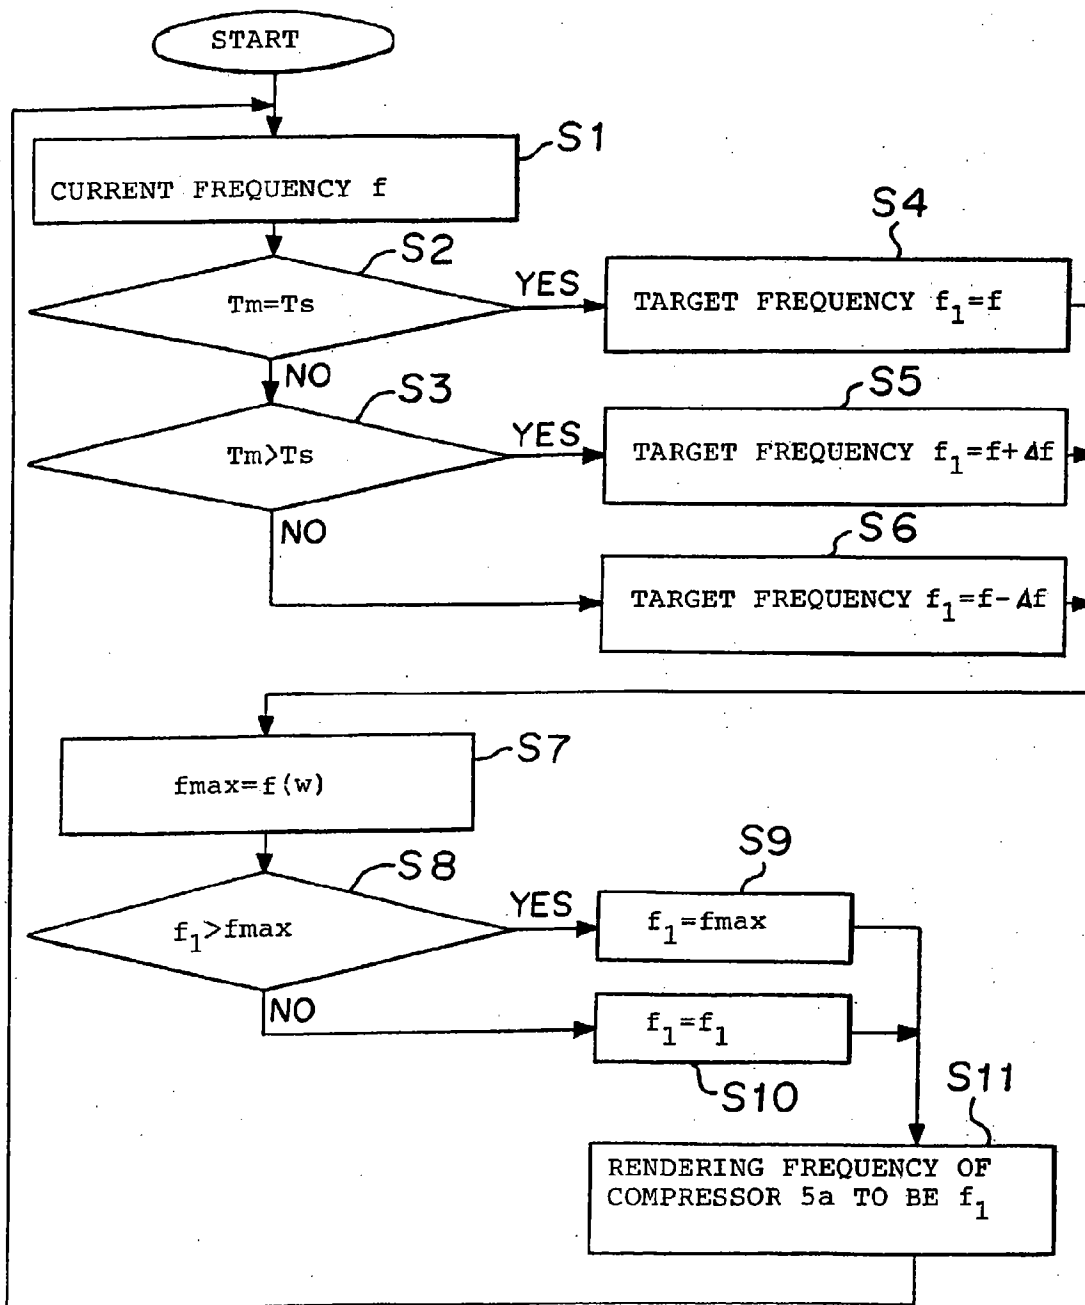 START
S1
CURRENT FREQUENCY f
S2
Tm=Ts
YES
S4
TARGET FREQUENCY f₁=f
NO
S3
Tm>Ts
YES
S5
TARGET FREQUENCY f₁=f+Δf
NO
S6
TARGET FREQUENCY f₁=f-Δf
S7
fmax=f(w)
S8
f₁>fmax
YES
S9
f₁=fmax
NO
f₁=f₁
S10
S11
RENDERING FREQUENCY OF
COMPRESSOR 5a TO BE f₁